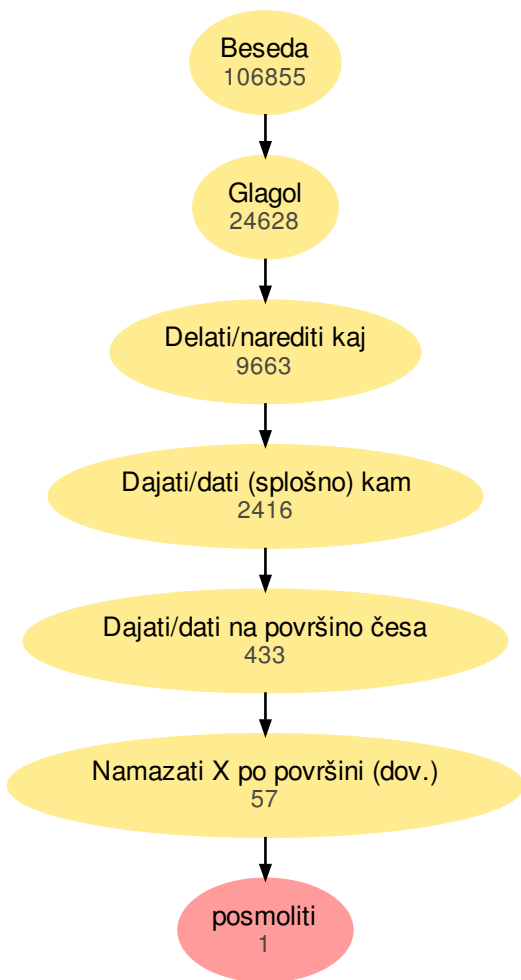 Beseda
106855
Glagol
24628
Delati/narediti kaj
9663
Dajati/dati (splošno) kam
2416
Dajati/dati na površino česa
433
Namazati X po površini (dov.)
57
posmoliti
1